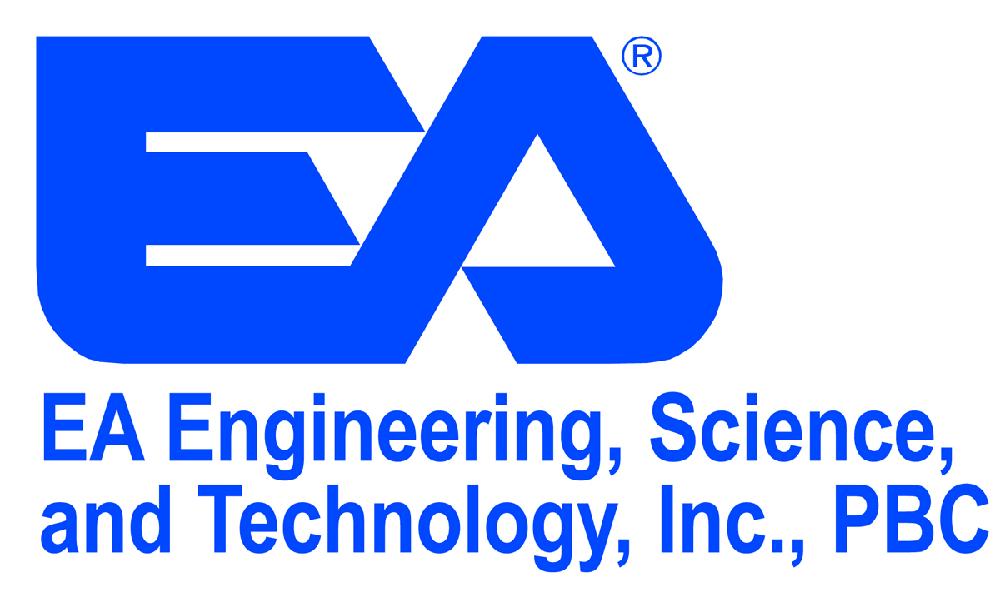 EA®
EA Engineering, Science,
and Technology, Inc., PBC